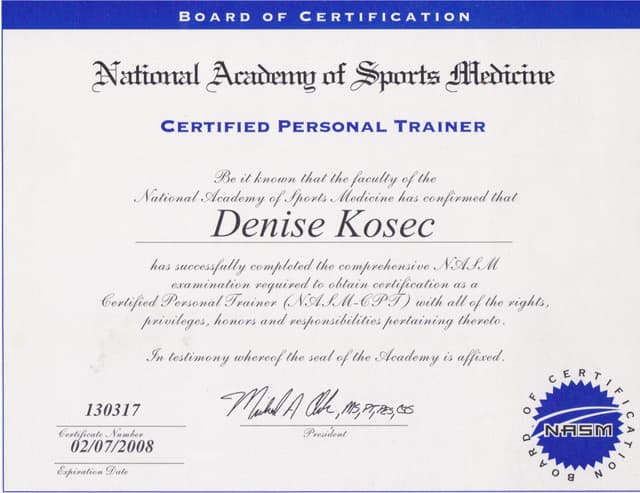 BOARD OF CERTIFICATION
National Academy of Sports Medicine
CERTIFIED PERSONAL TRAINER
Be it known that the faculty of the
National Academy of Sports Medicine has confirmed that
Denise Kosec
has successfully completed the comprehensive NASM
examination required to obtain certification as a
Certified Personal Trainer (NASM-CPT) with all of the rights,
privileges, honors and responsibilities pertaining thereto.
In testimony whereof the seal of the Academy is affixed.
130317
Certificate Number
02/07/2008
Expiration Date
President
BOARD OF CERTIFICATION
NASM